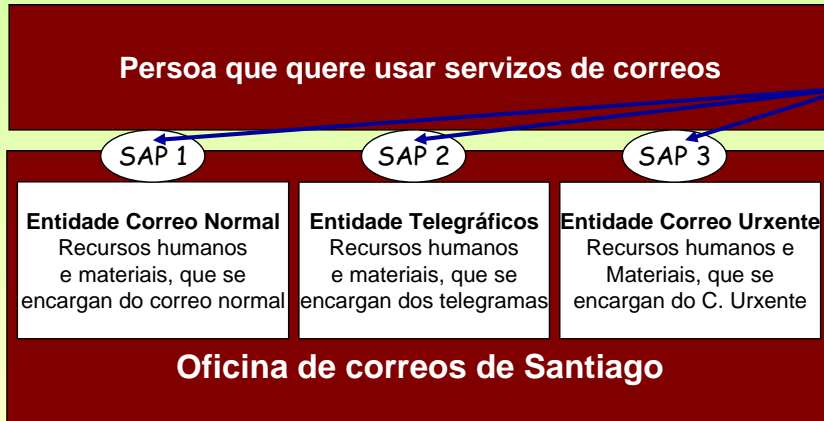 Persoa que quere usar servizos de correos
SAP 1
SAP 2
SAP 3
Entidade Correo Normal
Recursos humanos
e materiais, que se
encargan do correo normal
Entidade Telegráficos
Recursos humanos
e materiais, que se
encargan dos telegramas
Entidade Correo Urxente
Recursos humanos e
Materiais, que se
encargan do C. Urxente
Oficina de correos de Santiago